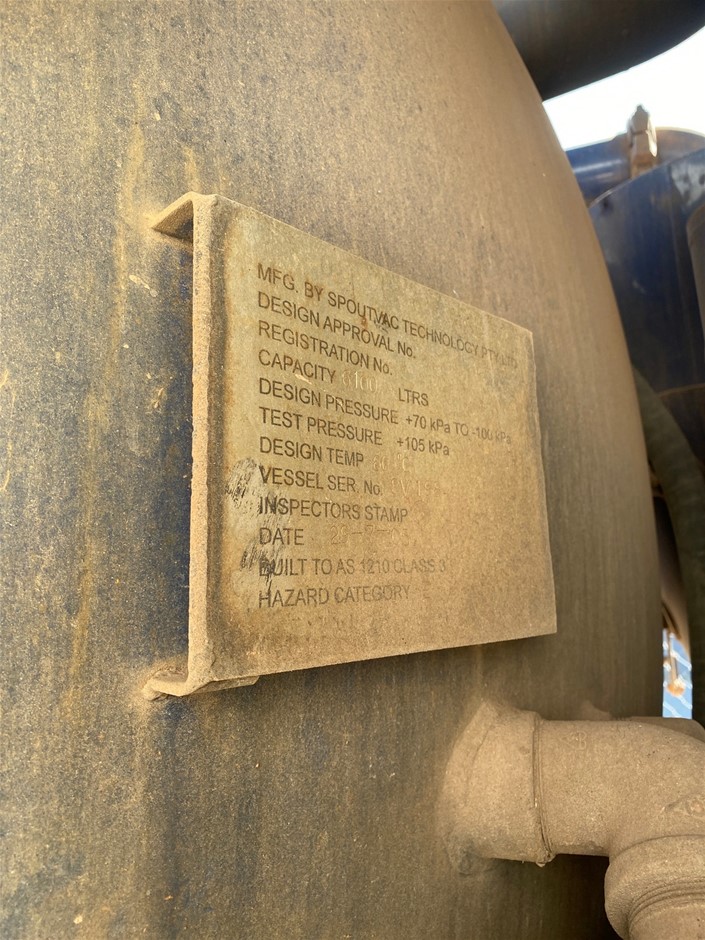 MFG. BY SPOUTVAC TECHNOLOGY PTY LTD
DESIGN APPROVAL No.
REGISTRATION No.
CAPACITY LTRS
DESIGN PRESSURE +70 kPa TO -100 kPa
TEST PRESSURE +105 kPa
DESIGN TEMP
VESSEL SER. No.
INSPECTORS STAMP
DATE
BUILT TO AS 1210 CLASS 3
HAZARD CATEGORY